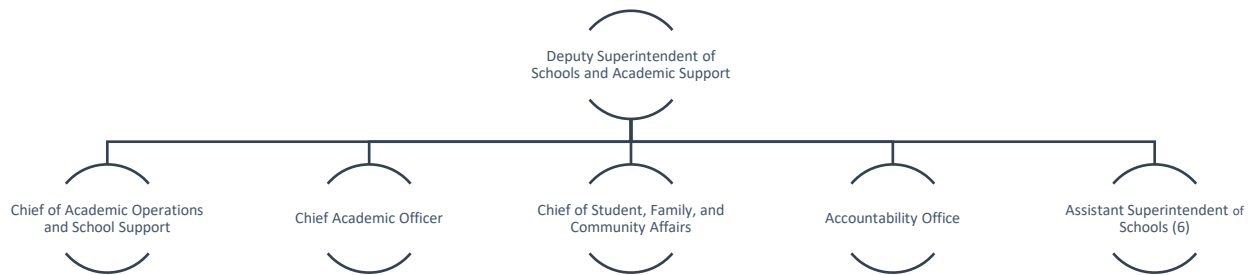 Deputy Superintendent of
Schools and Academic Support
Chief of Academic Operations
and School Support
Chief Academic Officer
Chief of Student, Family, and
Community Affairs
Accountability Office
Assistant Superintendent of
Schools (6)